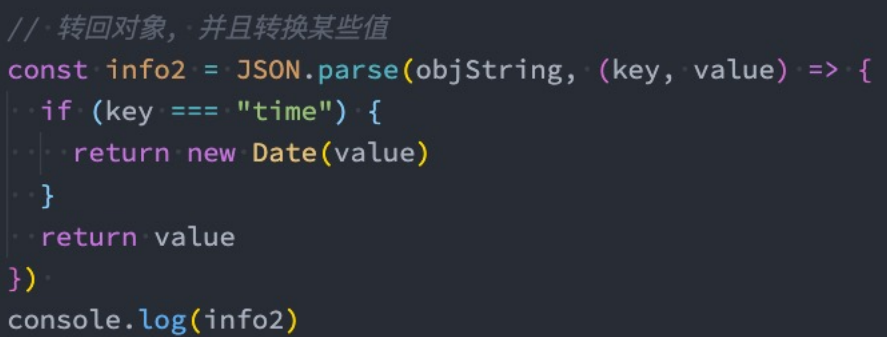 // 转回对象, 并且转换某些值
const info2 = JSON.parse(objString, (key, value) => {
  if (key === "time") {
    return new Date(value)
  }
  return value
})
console.log(info2)